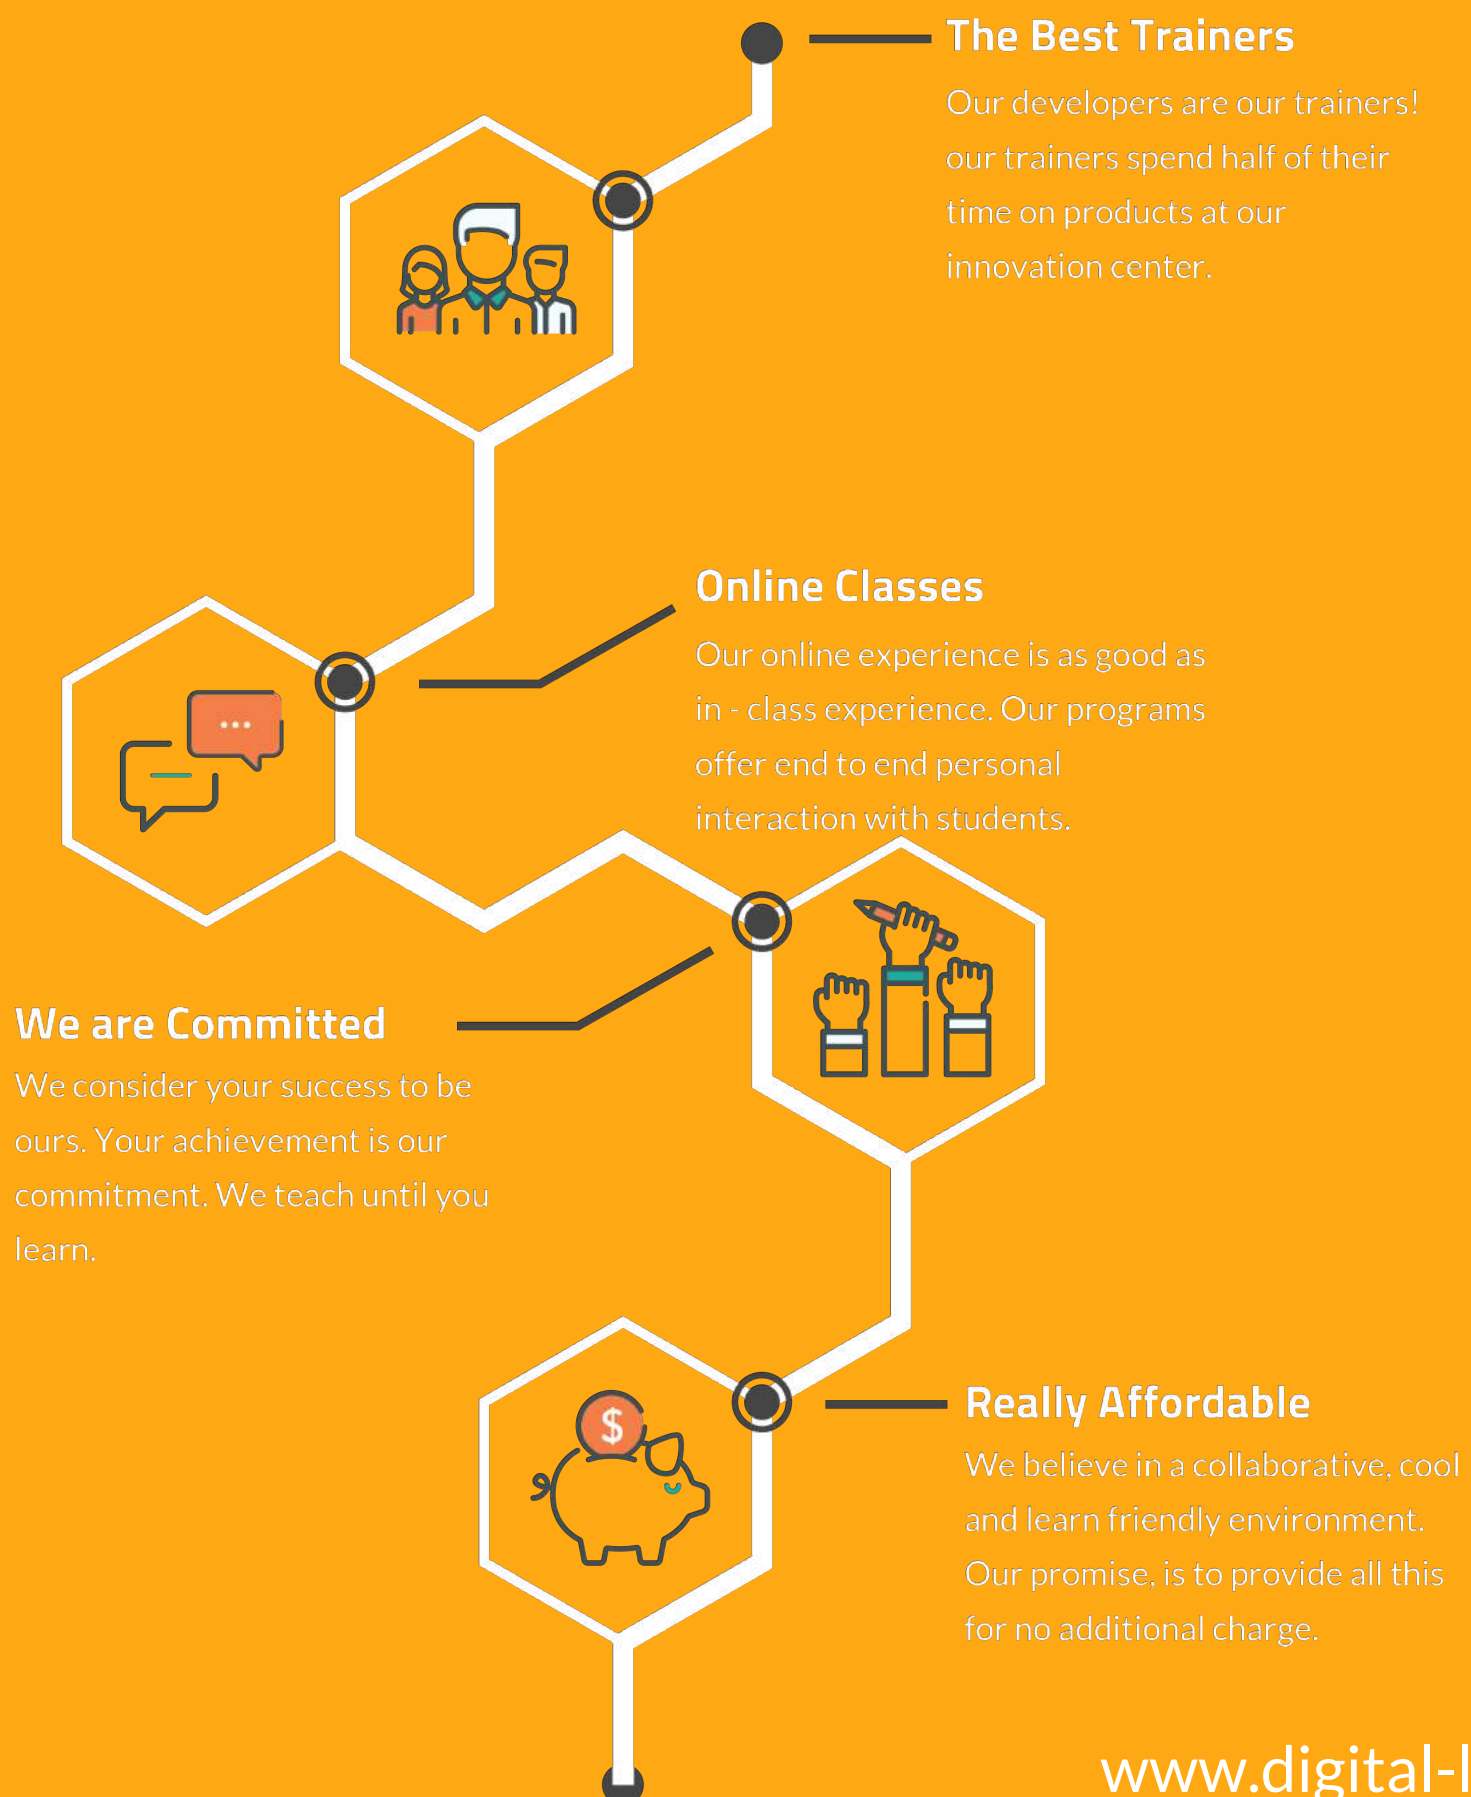 The Best Trainers
Our developers are our trainers!
our trainers spend half of their
time on products at our
innovation center.
Online Classes
Our online experience is as good as
in - class experience. Our programs
offer end to end personal
interaction with students.
We are Committed
We consider your success to be
ours. Your achievement is our
commitment. We teach until you
learn.
$
Really Affordable
We believe in a collaborative, cool
and learn friendly environment.
Our promise, is to provide all this
for no additional charge.
www.digital-l